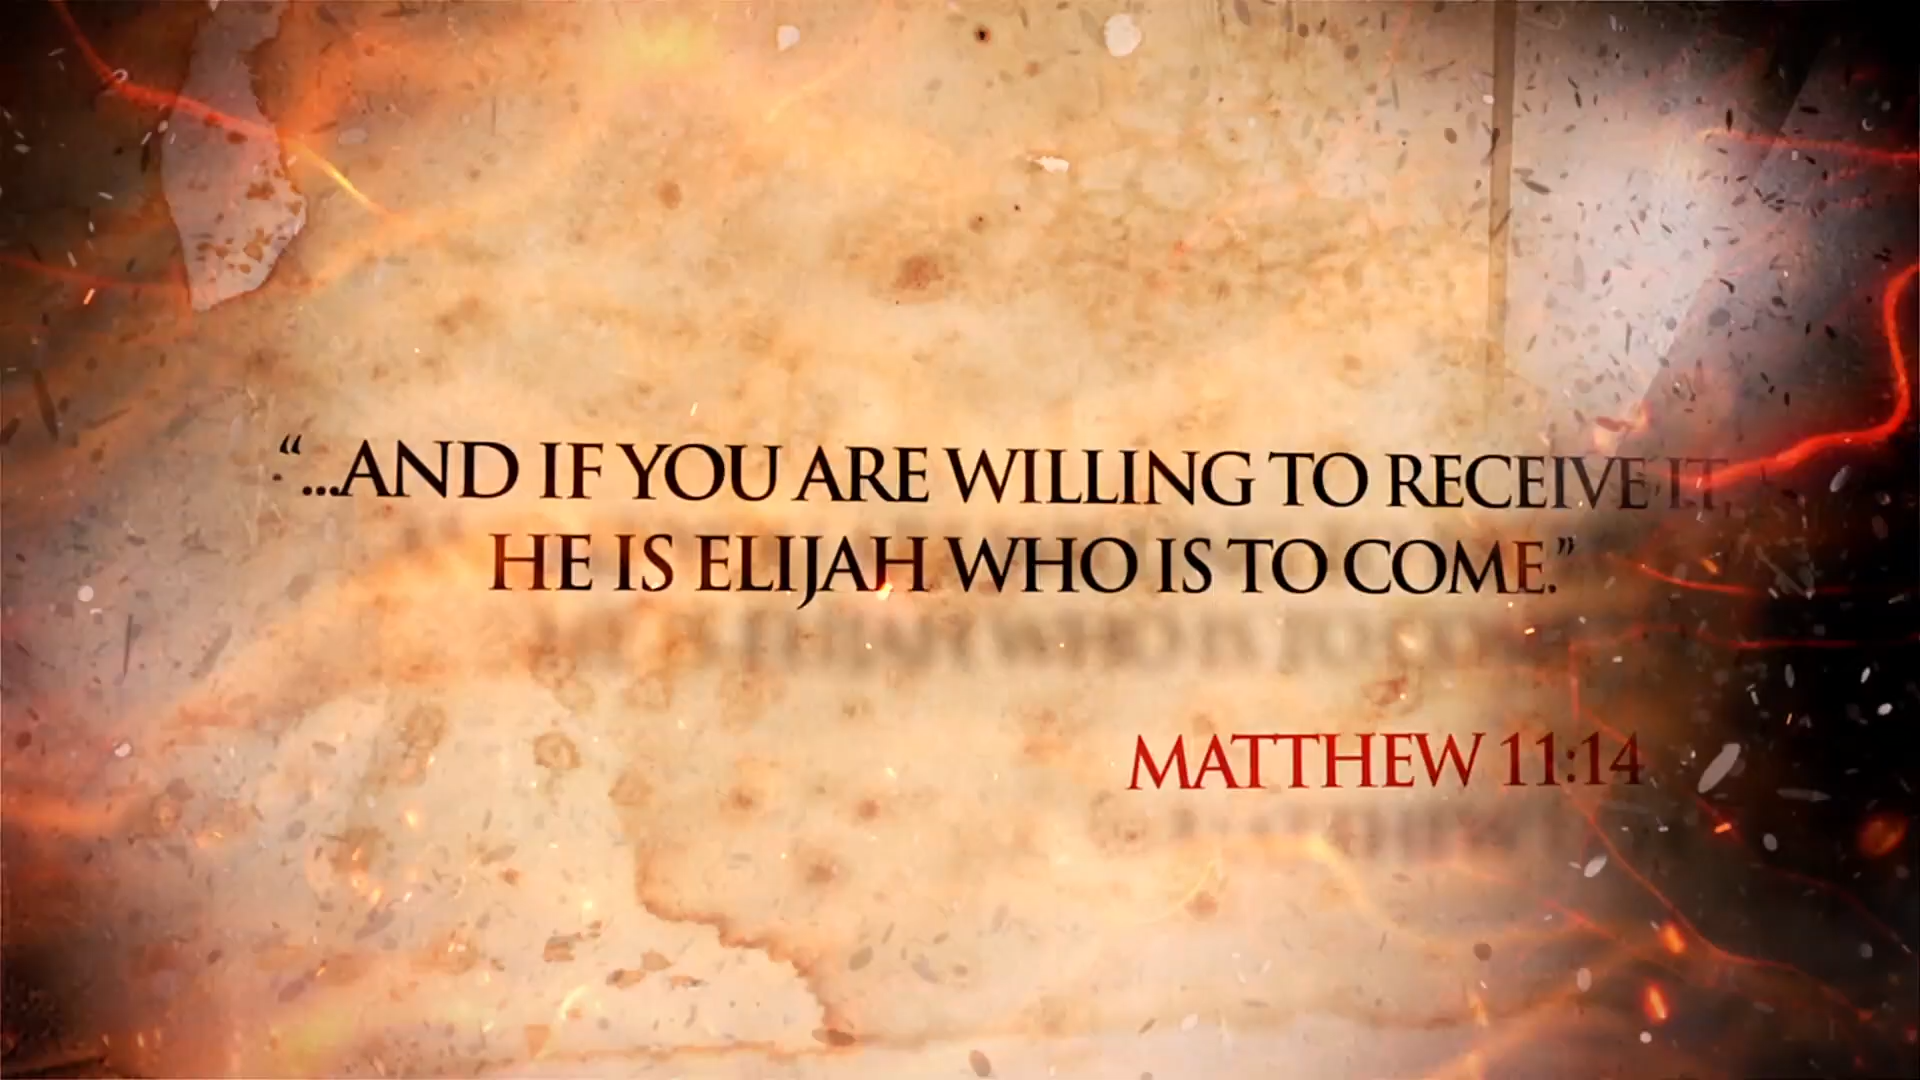 “...AND IF YOU ARE WILLING TO RECEIVE IT,
HE IS ELIJAH WHO IS TO COME.”
MATTHEW 11:14